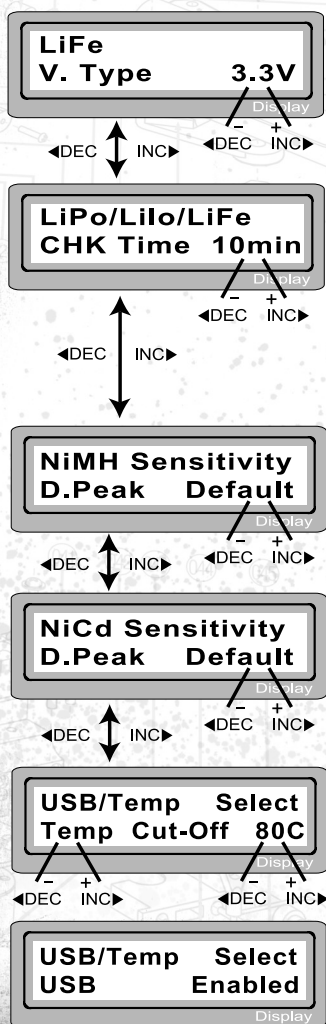 LiFe
V. Type 3.3V
Display
- +
◄DEC INC►
◄DEC INC►
LiPo/LiIo/LiFe
CHK Time 10min
Display
- +
◄DEC INC►
◄DEC INC►
NiMH Sensitivity
D.Peak Default
Display
- +
◄DEC INC►
◄DEC INC►
NiCd Sensitivity
D.Peak Default
Display
- +
◄DEC INC►
◄DEC INC►
USB/Temp Select
Temp Cut-Off 80C
Display
- + - +
◄DEC INC► ◄DEC INC►
USB/Temp Select
USB Enabled
Display